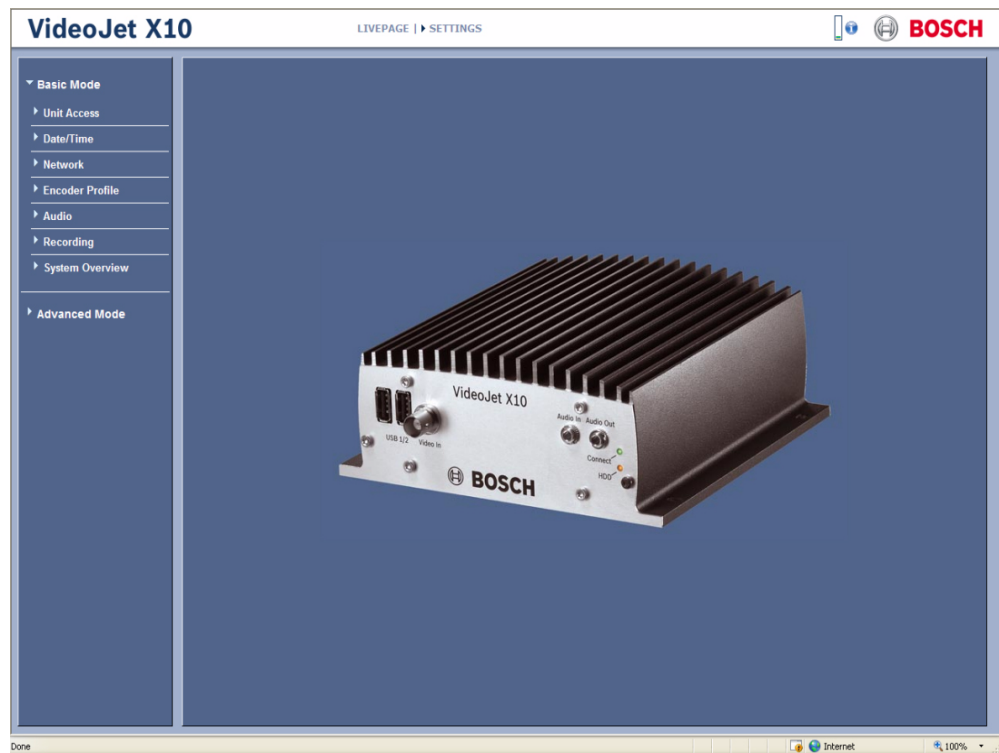 VideoJet X10
LIVEPAGE | SETTINGS
BOSCH
Basic Mode
Unit Access
Date/Time
Network
Encoder Profile
Audio
Recording
System Overview
Advanced Mode
VideoJet X10
Audio In Audio Out
USB 1/2 Video In
Connect
HDD
BOSCH
Done
Internet
100%